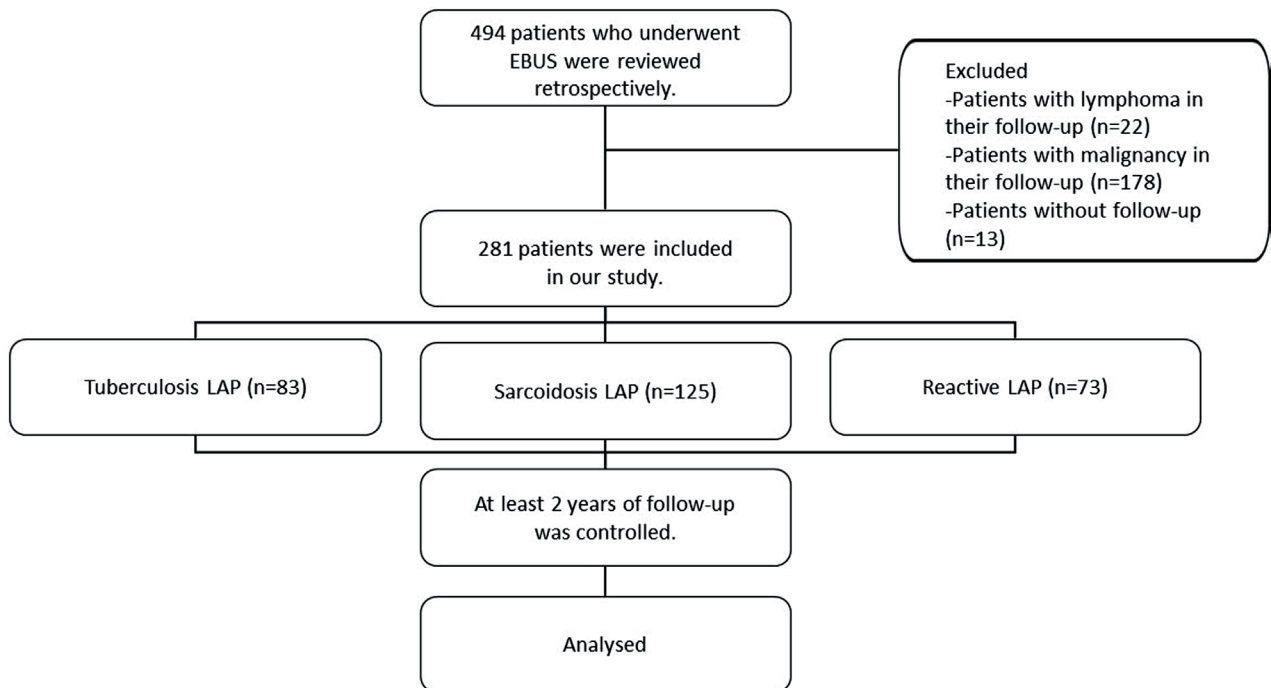 494 patients who underwent
EBUS were reviewed
retrospectively.
Excluded
-Patients with lymphoma in
their follow-up (n=22)
-Patients with malignancy in
their follow-up (n=178)
-Patients without follow-up
(n=13)
281 patients were included
in our study.
Tuberculosis LAP (n=83)
Sarcoidosis LAP (n=125)
Reactive LAP (n=73)
At least 2 years of follow-up
was controlled.
Analysed